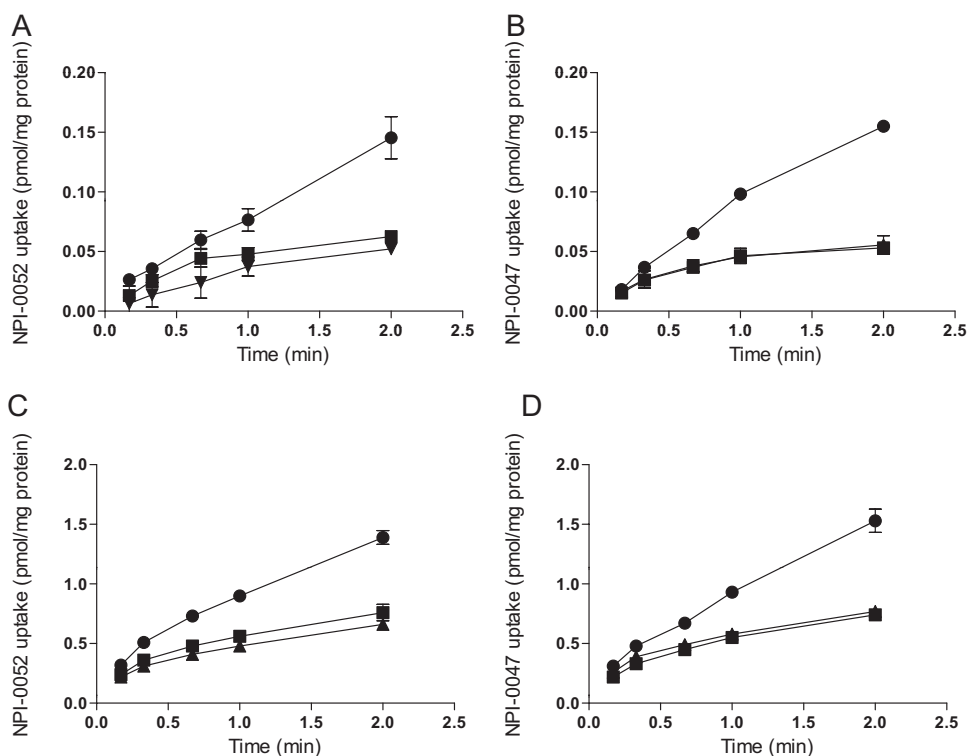 A
NPI-0052 uptake (pmol/mg protein)
0.20
0.15
0.10
0.05
0.00
0.0 0.5 1.0 1.5 2.0 2.5
Time (min)
B
NPI-0047 uptake (pmol/mg protein)
0.20
0.15
0.10
0.05
0.00
0.0 0.5 1.0 1.5 2.0 2.5
Time (min)
C
NPI-0052 uptake (pmol/mg protein)
2.0
1.5
1.0
0.5
0.0
0.0 0.5 1.0 1.5 2.0 2.5
Time (min)
D
NPI-0047 uptake (pmol/mg protein)
2.0
1.5
1.0
0.5
0.0
0.0 0.5 1.0 1.5 2.0 2.5
Time (min)